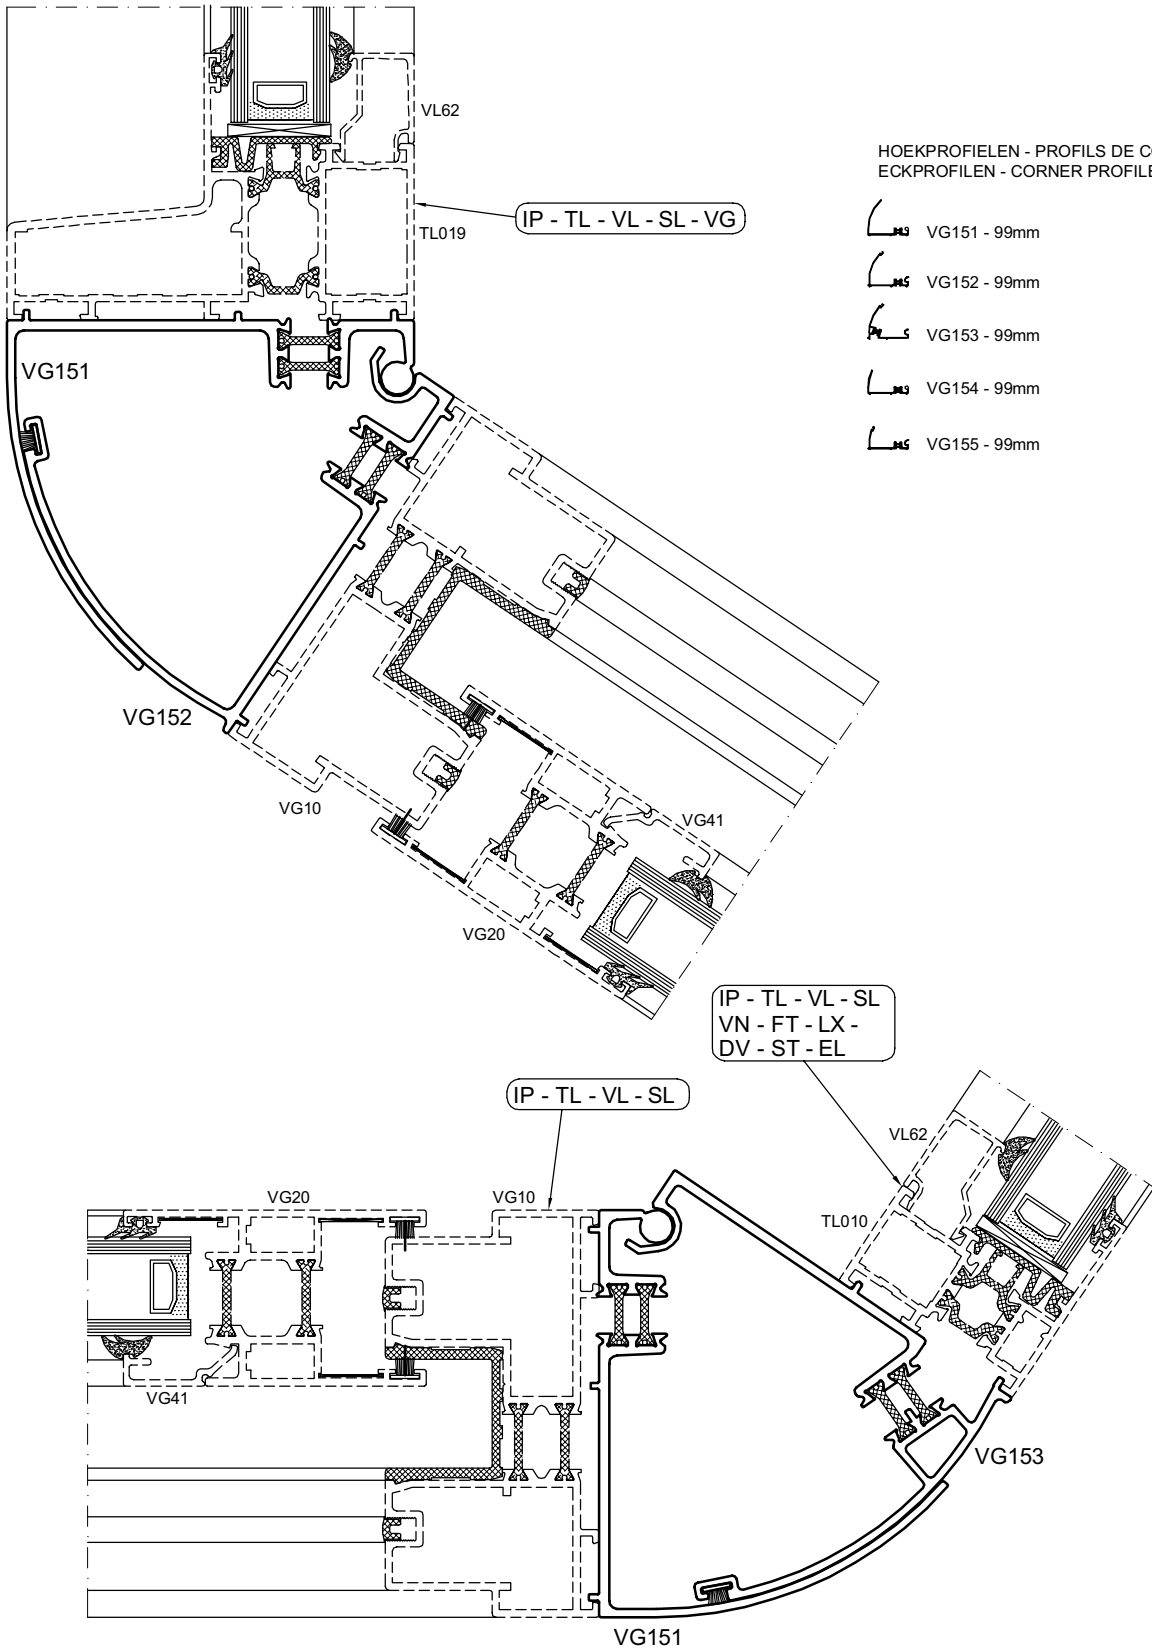 VL62
HOEKPROFIELEN - PROFILS DE
ECKPROFILEN - CORNER
VG151 - 99mm
VG152 - 99mm
VG153 - 99mm
VG154 - 99mm
VG155 - 99mm
IP - TL - VL - SL - VG
TL019
VG151
VG152
VG10
VG41
VG20
IP - TL - VL - SL
VN - FT - LX -
DV - ST - EL
IP - TL - VL - SL
VL62
VG20
VG10
TL010
VG41
VG153
VG151